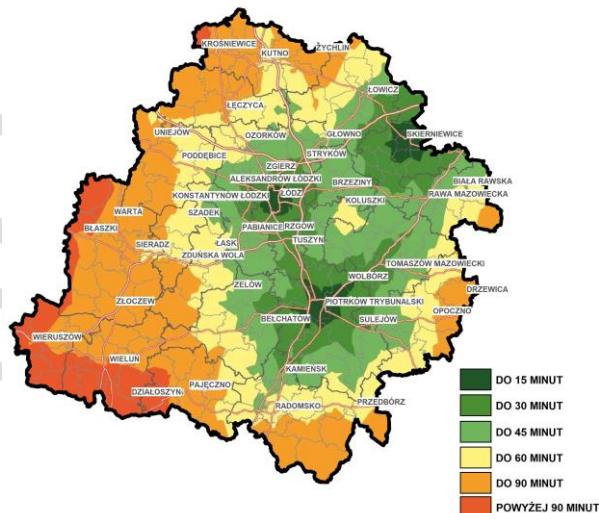 KROŚNIEWICE
KUTNO
ŻYCHLIN
ŁOWICZ
ŁĘCZYCA
UNIEJÓW
OZORKÓW
GŁOWNO
SKIERNIEWICE
STRYKÓW
PODDĘBICE
ZGIERZ
ALEKSANDRÓW ŁÓDZKI
BRZEZINY
BIAŁA RAWSKA
KONSTANTYNÓW ŁÓDZKI
ŁÓDŹ
RAWA MAZOWIECKA
KOLUSZKI
WARTA
SZADEK
BŁASZKI
PABIANICE
RZGÓW
SIERADZ
ŁASK
TUSZYN
ZDUŃSKA WOLA
TOMASZÓW MAZOWIECKI
WOLBÓRZ
ZELÓW
DRZEWICA
ZŁOCZEW
PIOTRKÓW TRYBUNALSKI
OPOCZNO
BEŁCHATÓW
SULEJÓW
WIERUSZÓW
WIELUŃ
KAMIEŃSK
DZIAŁOSZYN
PAJĘCZNO
RADOMSKO
PRZEDBÓRZ
DO 15 MINUT
DO 30 MINUT
DO 45 MINUT
DO 60 MINUT
DO 90 MINUT
POWYŻEJ 90 MINUT